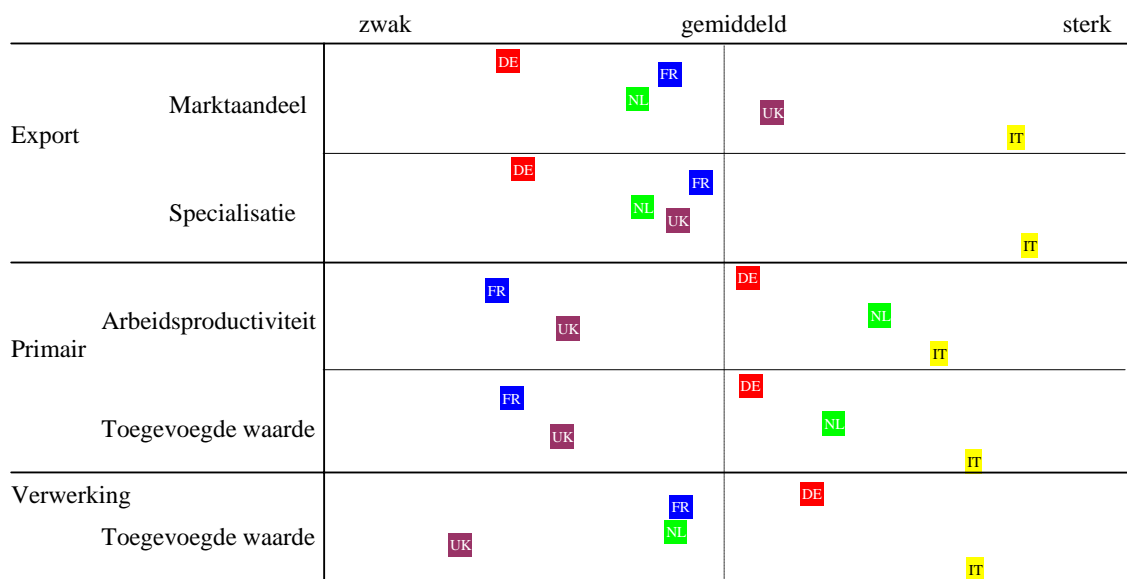 zwak gemiddeld sterk
DE
FR
NL
Marktaandeel
UK
Export
IT
DE
FR
NL
Specialisatie
UK
IT
DE
FR
NL
Arbeidsproductiviteit
UK
Primair
IT
DE
FR
NL
Toegevoegde waarde
UK
IT
Verwerking
DE
FR
NL
Toegevoegde waarde
UK
IT